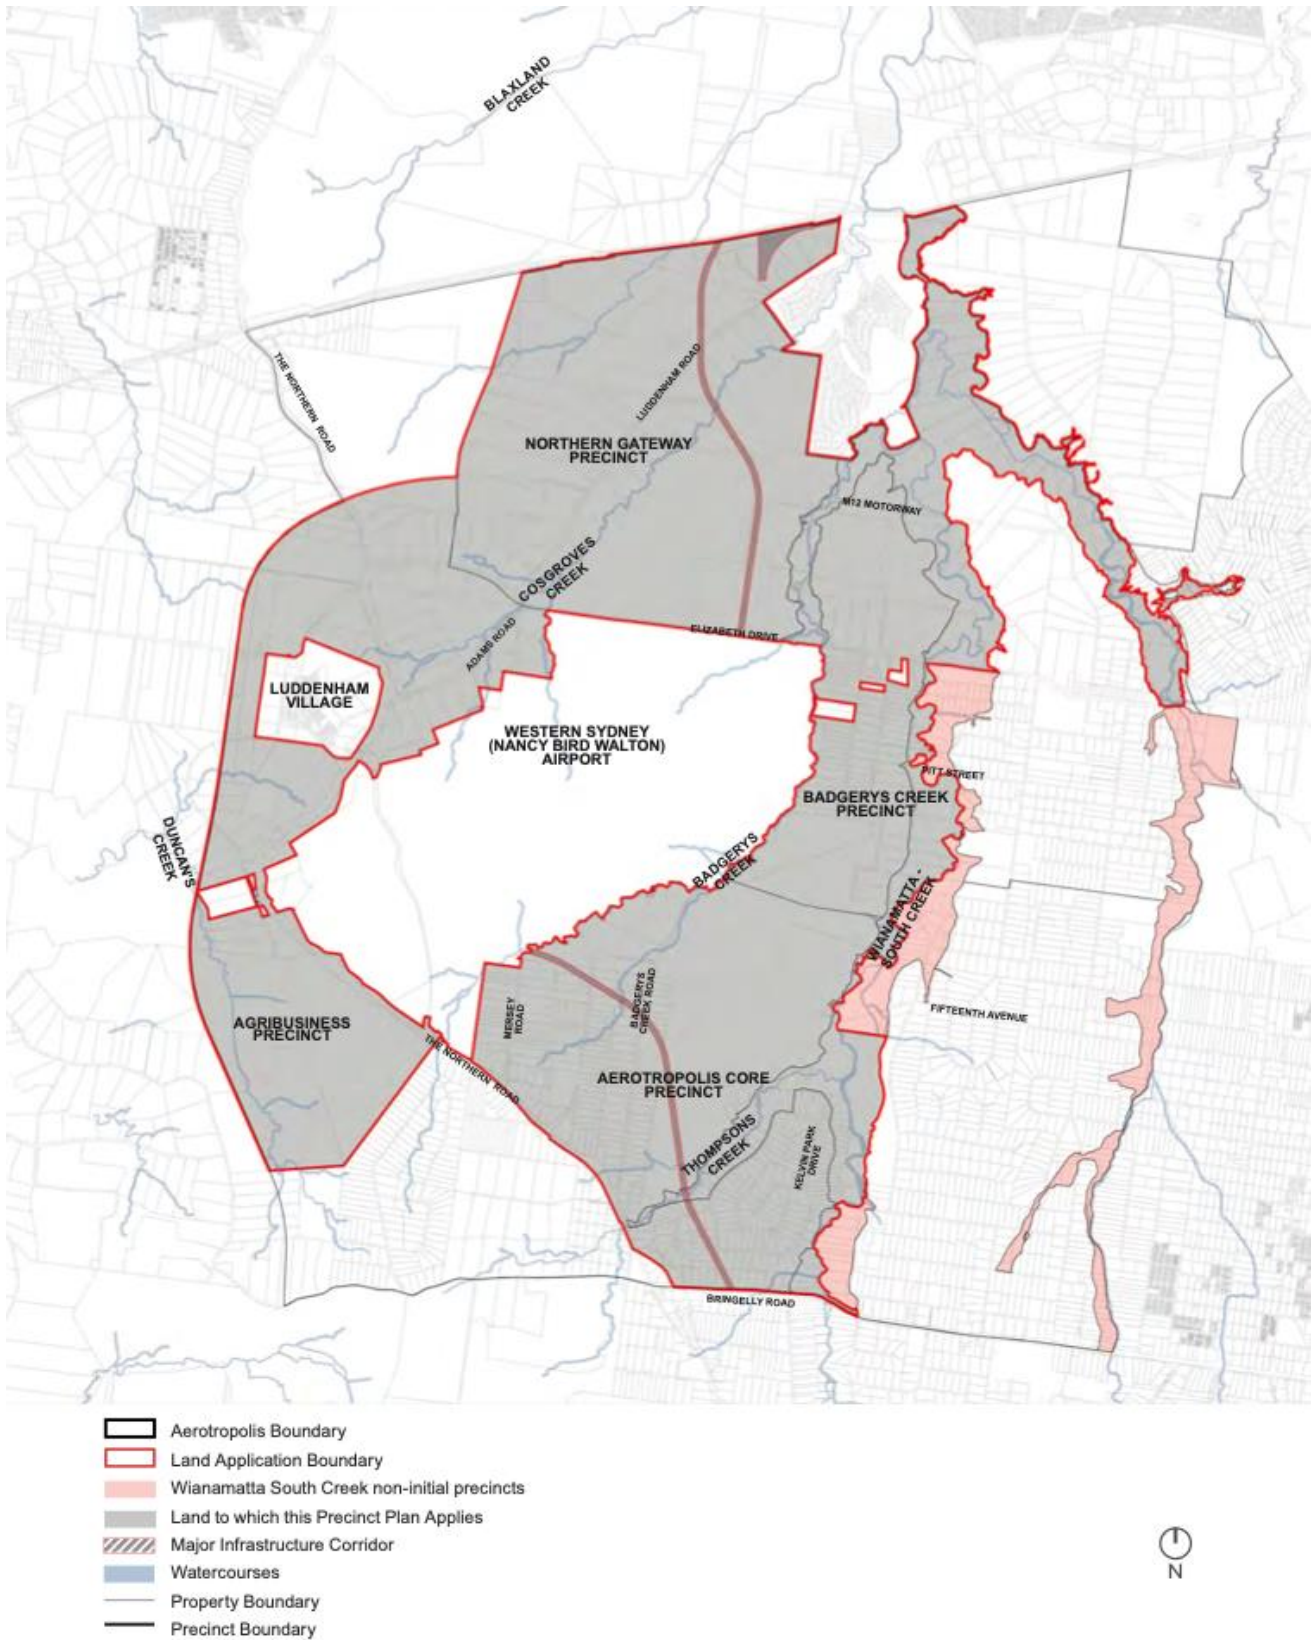 BLAXLAND
CREEK
THE NORTHERN ROAD
LUDDENHAM ROAD
NORTHERN GATEWAY
PRECINCT
M12 MOTORWAY
COSGROVES
CREEK
ADAMS ROAD
ELIZABETH DRIVE
LUDDENHAM
VILLAGE
WESTERN SYDNEY
(NANCY BIRD WALTON)
AIRPORT
PITT STREET
BADGERYS CREEK
PRECINCT
DUNCAN'S
CREEK
BADGERYS
CREEK
WIANAMATTA -
SOUTH CREEK
MERSEY
ROAD
BADGERYS
CREEK ROAD
FIFTEENTH AVENUE
AGRIBUSINESS
PRECINCT
THE NORTHERN ROAD
AEROTROPOLIS CORE
PRECINCT
THOMPSONS
CREEK
KELVIN PARK
DRIVE
BRINGELLY ROAD
Aerotropolis Boundary
Land Application Boundary
Wianamatta South Creek non-initial precincts
Land to which this Precinct Plan Applies
Major Infrastructure Corridor
Watercourses
Property Boundary
Precinct Boundary
N